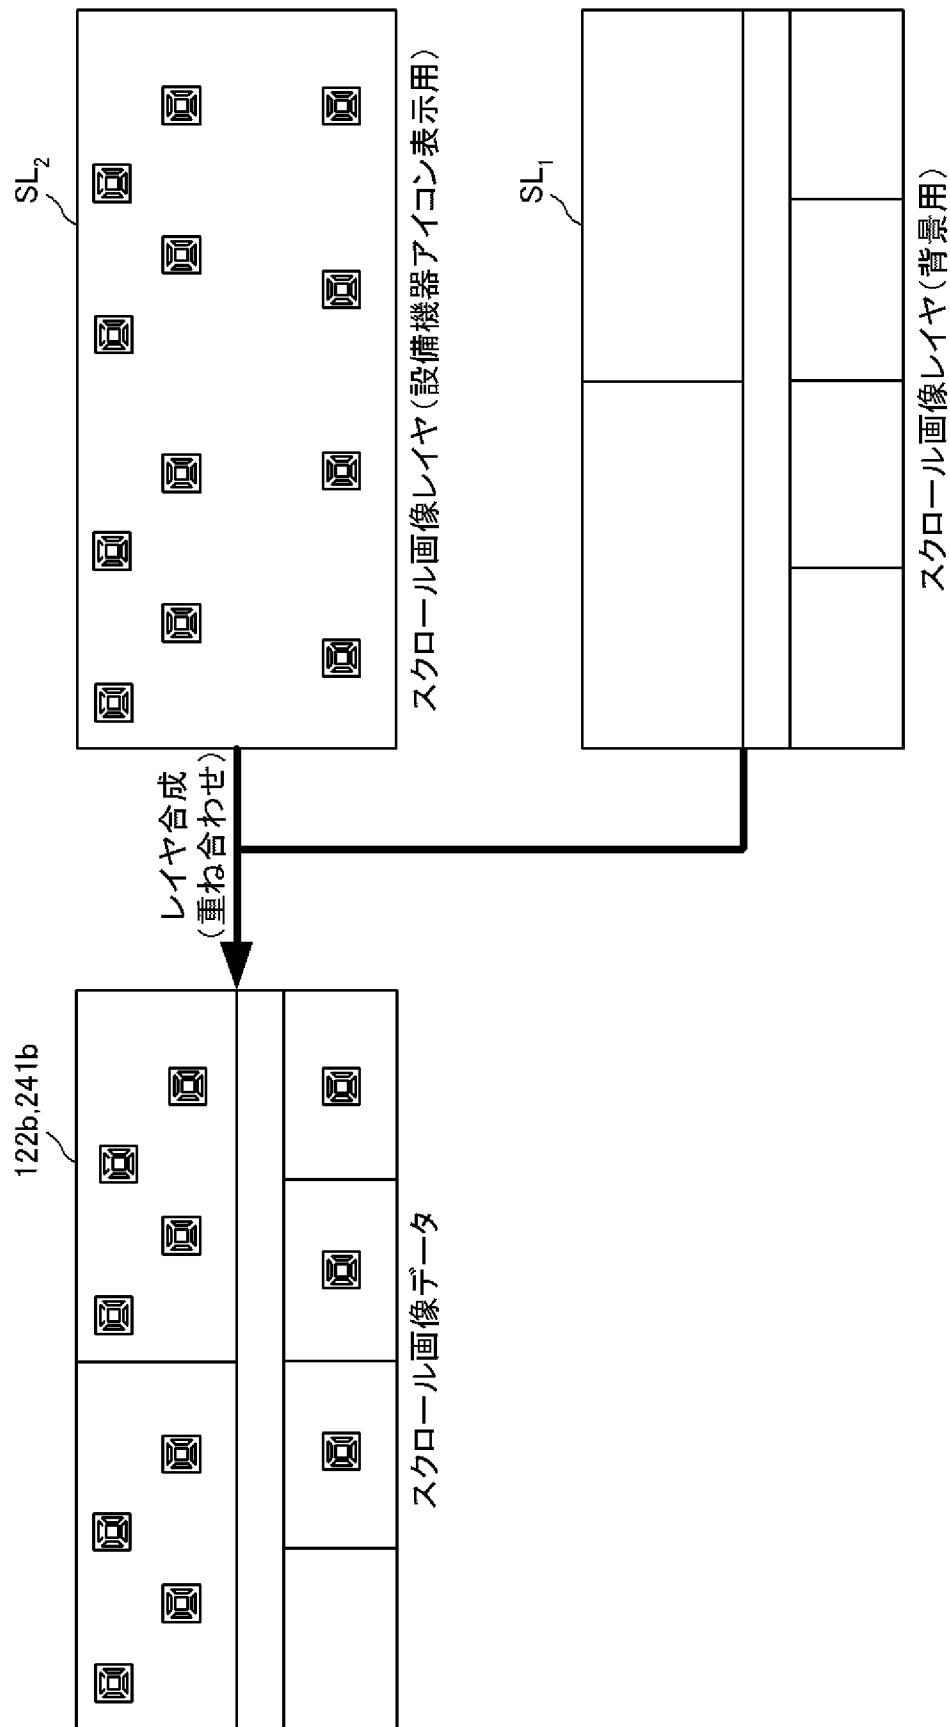 122b,241b
スクロール画像データ
レイヤ合成
(重ね合わせ)
SL2
スクロール画像レイヤ(設備機器アイコン表示用)
SL1
スクロール画像レイヤ(背景用)